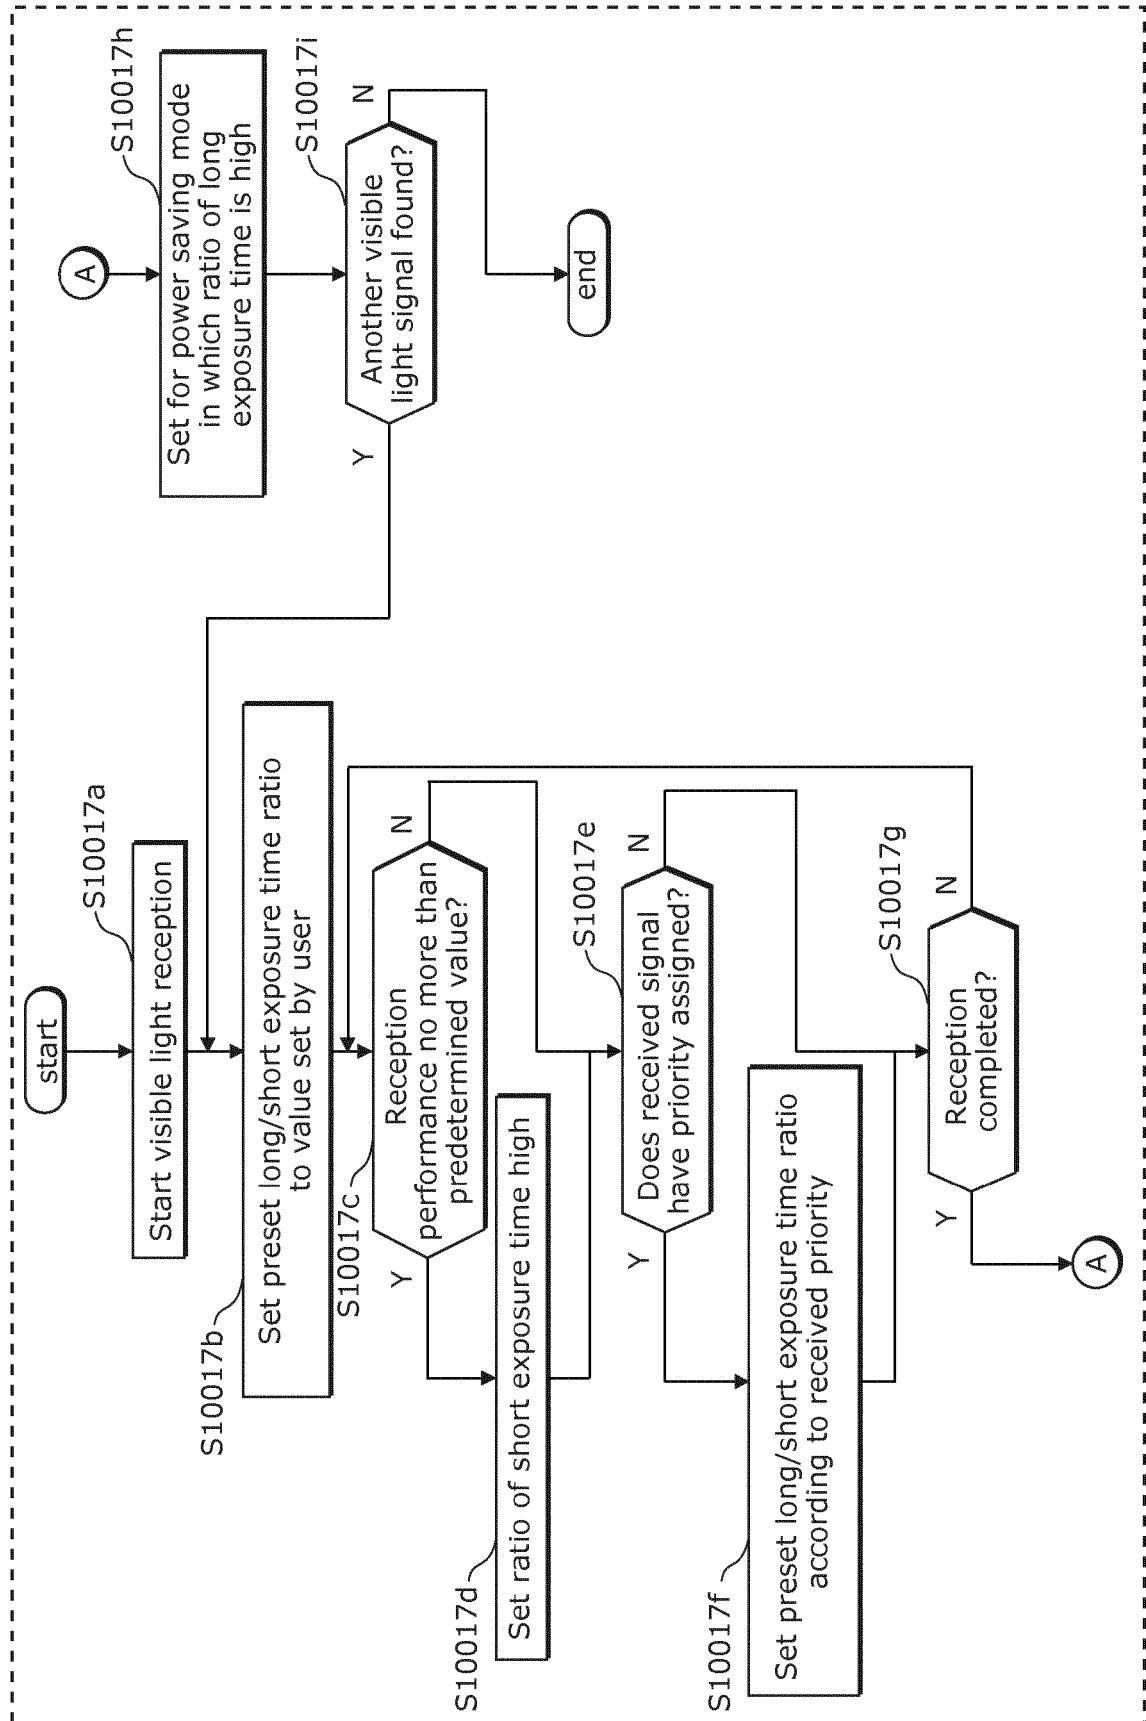 start
S10017a
Start visible light reception
S10017b
Set preset long/short exposure time ratio
to value set by user
S10017c
Reception
performance no more than
predetermined value?
Y
N
S10017d
Set ratio of short exposure time high
S10017e
Does received signal
have priority assigned?
Y
N
S10017f
Set preset long/short exposure time ratio
according to received priority
S10017g
Reception
completed?
Y
N
A
A
S10017h
Set for power saving mode
in which ratio of long
exposure time is high
S10017i
Another visible
light signal found?
Y
N
end